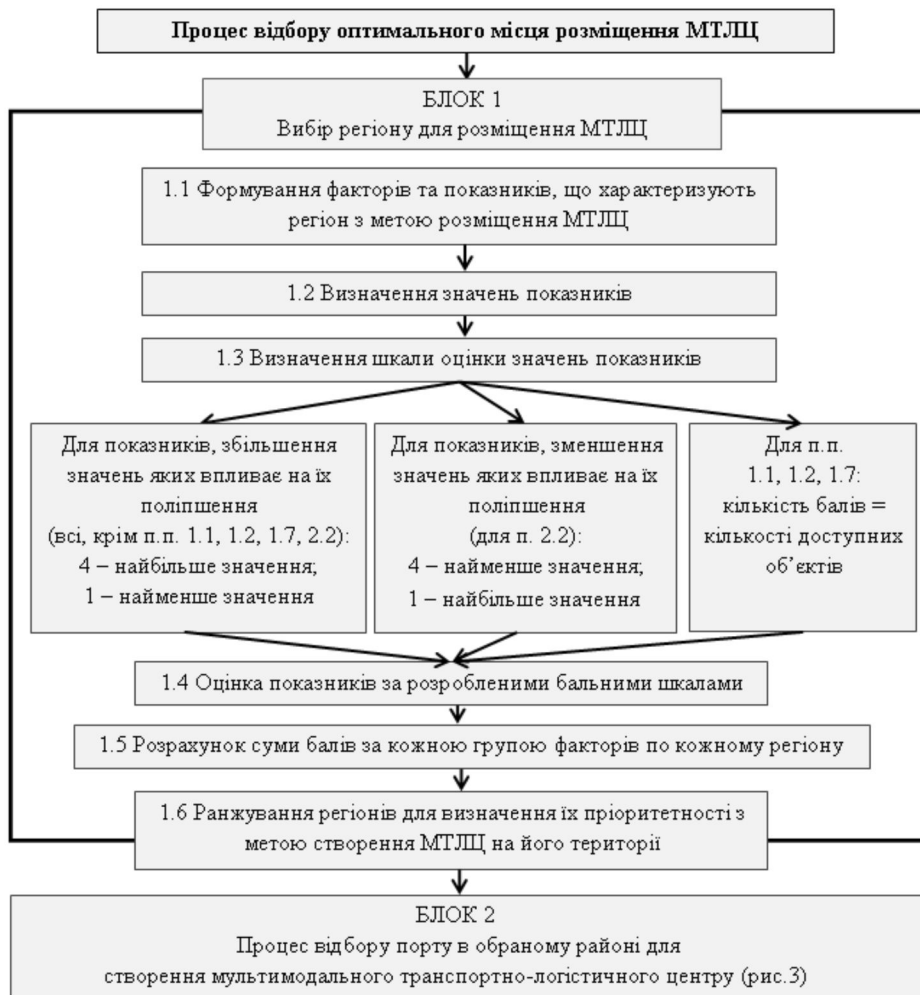 Процес відбору оптимального місця розміщення МТЛЦ
БЛОК 1
Вибір регіону для розміщення МТЛЦ
1.1 Формування факторів та показників, що характеризують
регіон з метою розміщення МТЛЦ
1.2 Визначення значень показників
1.3 Визначення шкали оцінки значень показників
Для показників, збільшення
значень яких впливає на їх
поліпшення
(всі, крім п.п. 1.1, 1.2, 1.7, 2.2):
4 – найбільше значення;
1 – найменше значення
Для показників, зменшення
значень яких впливає на їх
поліпшення
(для п. 2.2):
4 – найменше значення;
1 – найбільше значення
Для п.п.
1.1, 1.2, 1.7:
кількість балів =
кількості доступних
об’єктів
1.4 Оцінка показників за розробленими бальними шкалами
1.5 Розрахунок суми балів за кожною групою факторів по кожному регіону
1.6 Ранжування регіонів для визначення їх пріоритетності з
метою створення МТЛЦ на його території
БЛОК 2
Процес відбору порту в обраному районі для
створення мультимодального транспортно-логістичного центру (рис.3)